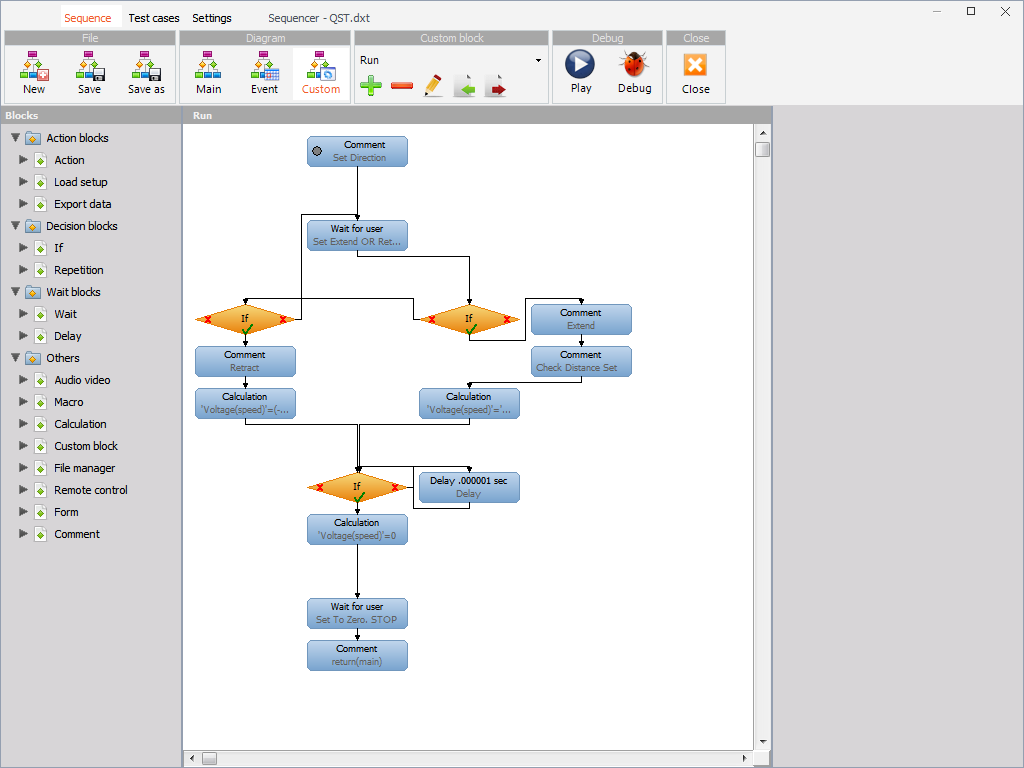 Sequence Test cases Settings Sequencer - QST.dxt
File Diagram Custom block Debug Close
Run
New Save Save as Main Event Custom Play Debug Close
Blocks
Run
Action blocks
Action
Load setup
Export data
Decision blocks
If
Repetition
Wait blocks
Wait
Delay
Others
Audio video
Macro
Calculation
Custom block
File manager
Remote control
Form
Comment
Comment
Set Direction
Wait for user
Set Extend OR Ret...
If
If
Comment
Extend
Comment
Retract
Comment
Check Distance Set
Calculation
'Voltage(speed)'=(-...
Calculation
'Voltage(speed)'='...
If
Delay .000001 sec
Delay
Calculation
'Voltage(speed)'=0
Wait for user
Set To Zero, STOP
Comment
return(main)